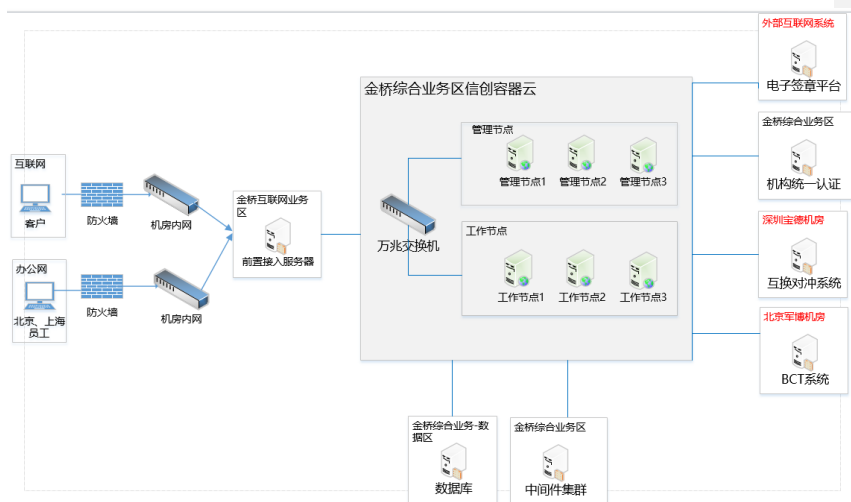 外部互联网系统
电子签章平台
金桥综合业务区信创容器云
管理节点
管理节点1
管理节点2
管理节点3
金桥综合业务区
机构统一认证
互联网
客户
防火墙
机房内网
金桥互联网业务
区
前置接入服务器
万兆交换机
工作节点
工作节点1
工作节点2
工作节点3
深圳宝德机房
互换对冲系统
办公网
北京、上海
员工
防火墙
机房内网
北京军博机房
BCT系统
金桥综合业务-数
据区
数据库
金桥综合业务区
中间件集群